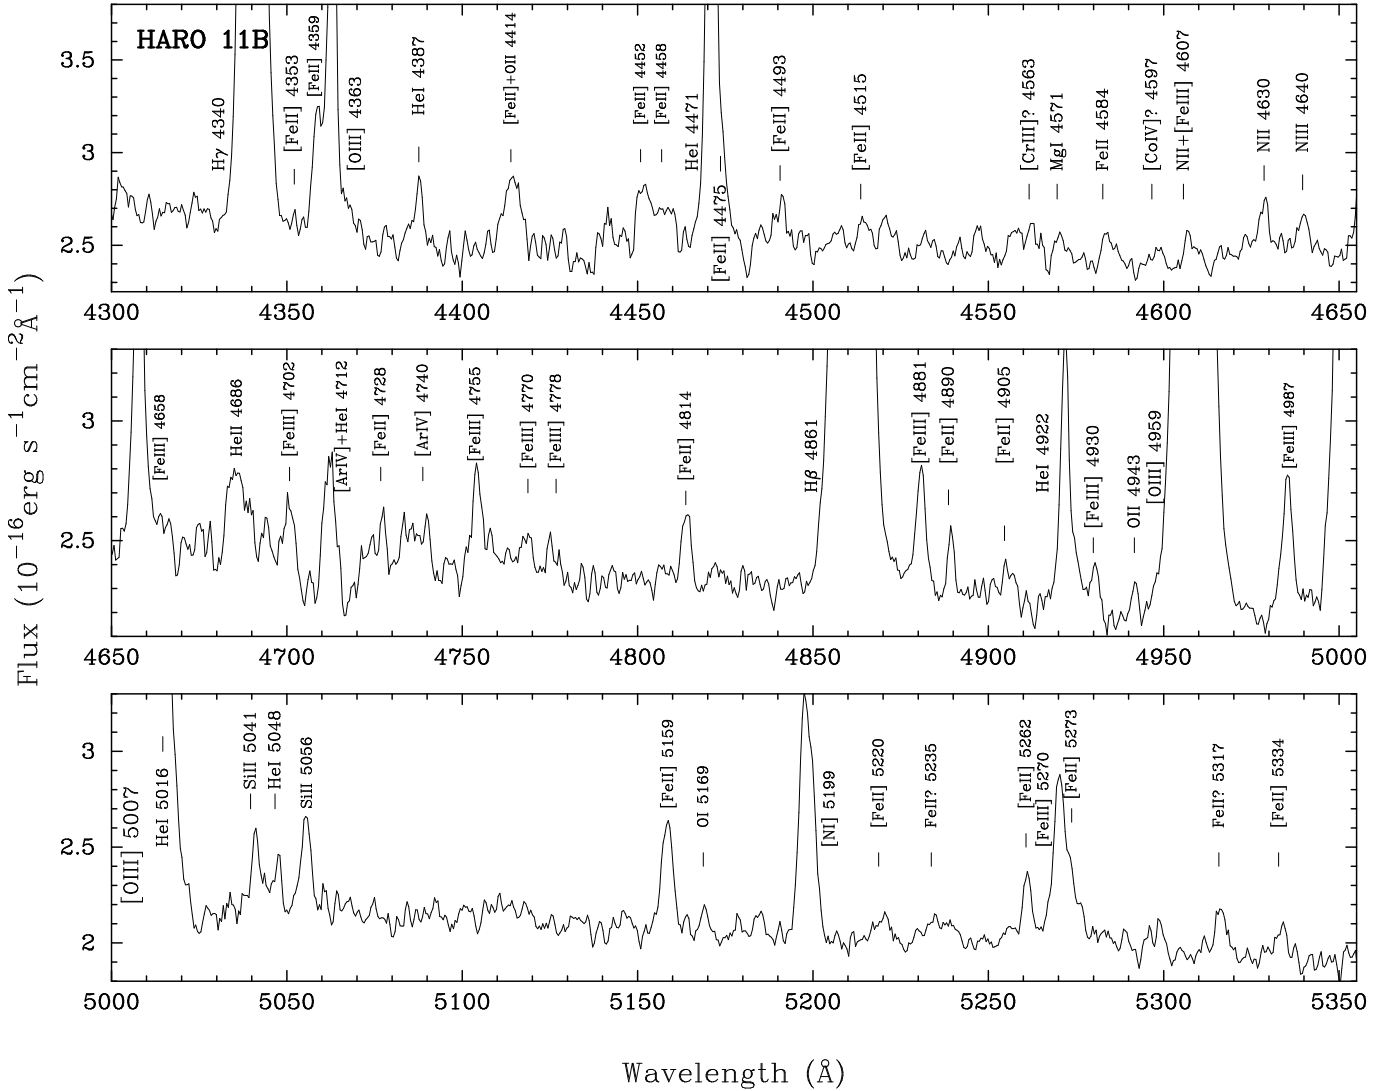 HARO 11B
Hγ 4340
[FeII] 4353
[FeII] 4359
[OIII] 4363
HeI 4387
[FeII]+OII 4414
[FeII] 4452
[FeII] 4458
HeI 4471
[FeII] 4475
[FeII] 4493
[FeII] 4515
[CrIII]? 4563
MgI 4571
FeII 4584
[CoIV]? 4597
NII+[FeIII] 4607
NII 4630
NIII 4640
3.5
3
2.5
4300 4350 4400 4450 4500 4550 4600 4650
[FeIII] 4658
HeII 4686
[FeIII] 4702
[ArIV]+HeI 4712
[FeII] 4728
[ArIV] 4740
[FeIII] 4755
[FeIII] 4770
[FeIII] 4778
[FeII] 4814
Hβ 4861
[FeIII] 4881
[FeII] 4890
[FeII] 4905
HeI 4922
[FeIII] 4930
OII 4943
[OIII] 4959
[FeIII] 4987
3
2.5
4650 4700 4750 4800 4850 4900 4950 5000
[OIII] 5007
HeI 5016
SiII 5041
HeI 5048
SiII 5056
[FeII] 5159
OI 5169
[NI] 5199
[FeII] 5220
FeII? 5235
[FeII] 5262
[FeIII] 5270
[FeII] 5273
FeII? 5317
[FeII] 5334
3
2.5
2
5000 5050 5100 5150 5200 5250 5300 5350
Flux (10⁻¹⁶erg s⁻¹cm⁻²Å⁻¹)
Wavelength (Å)